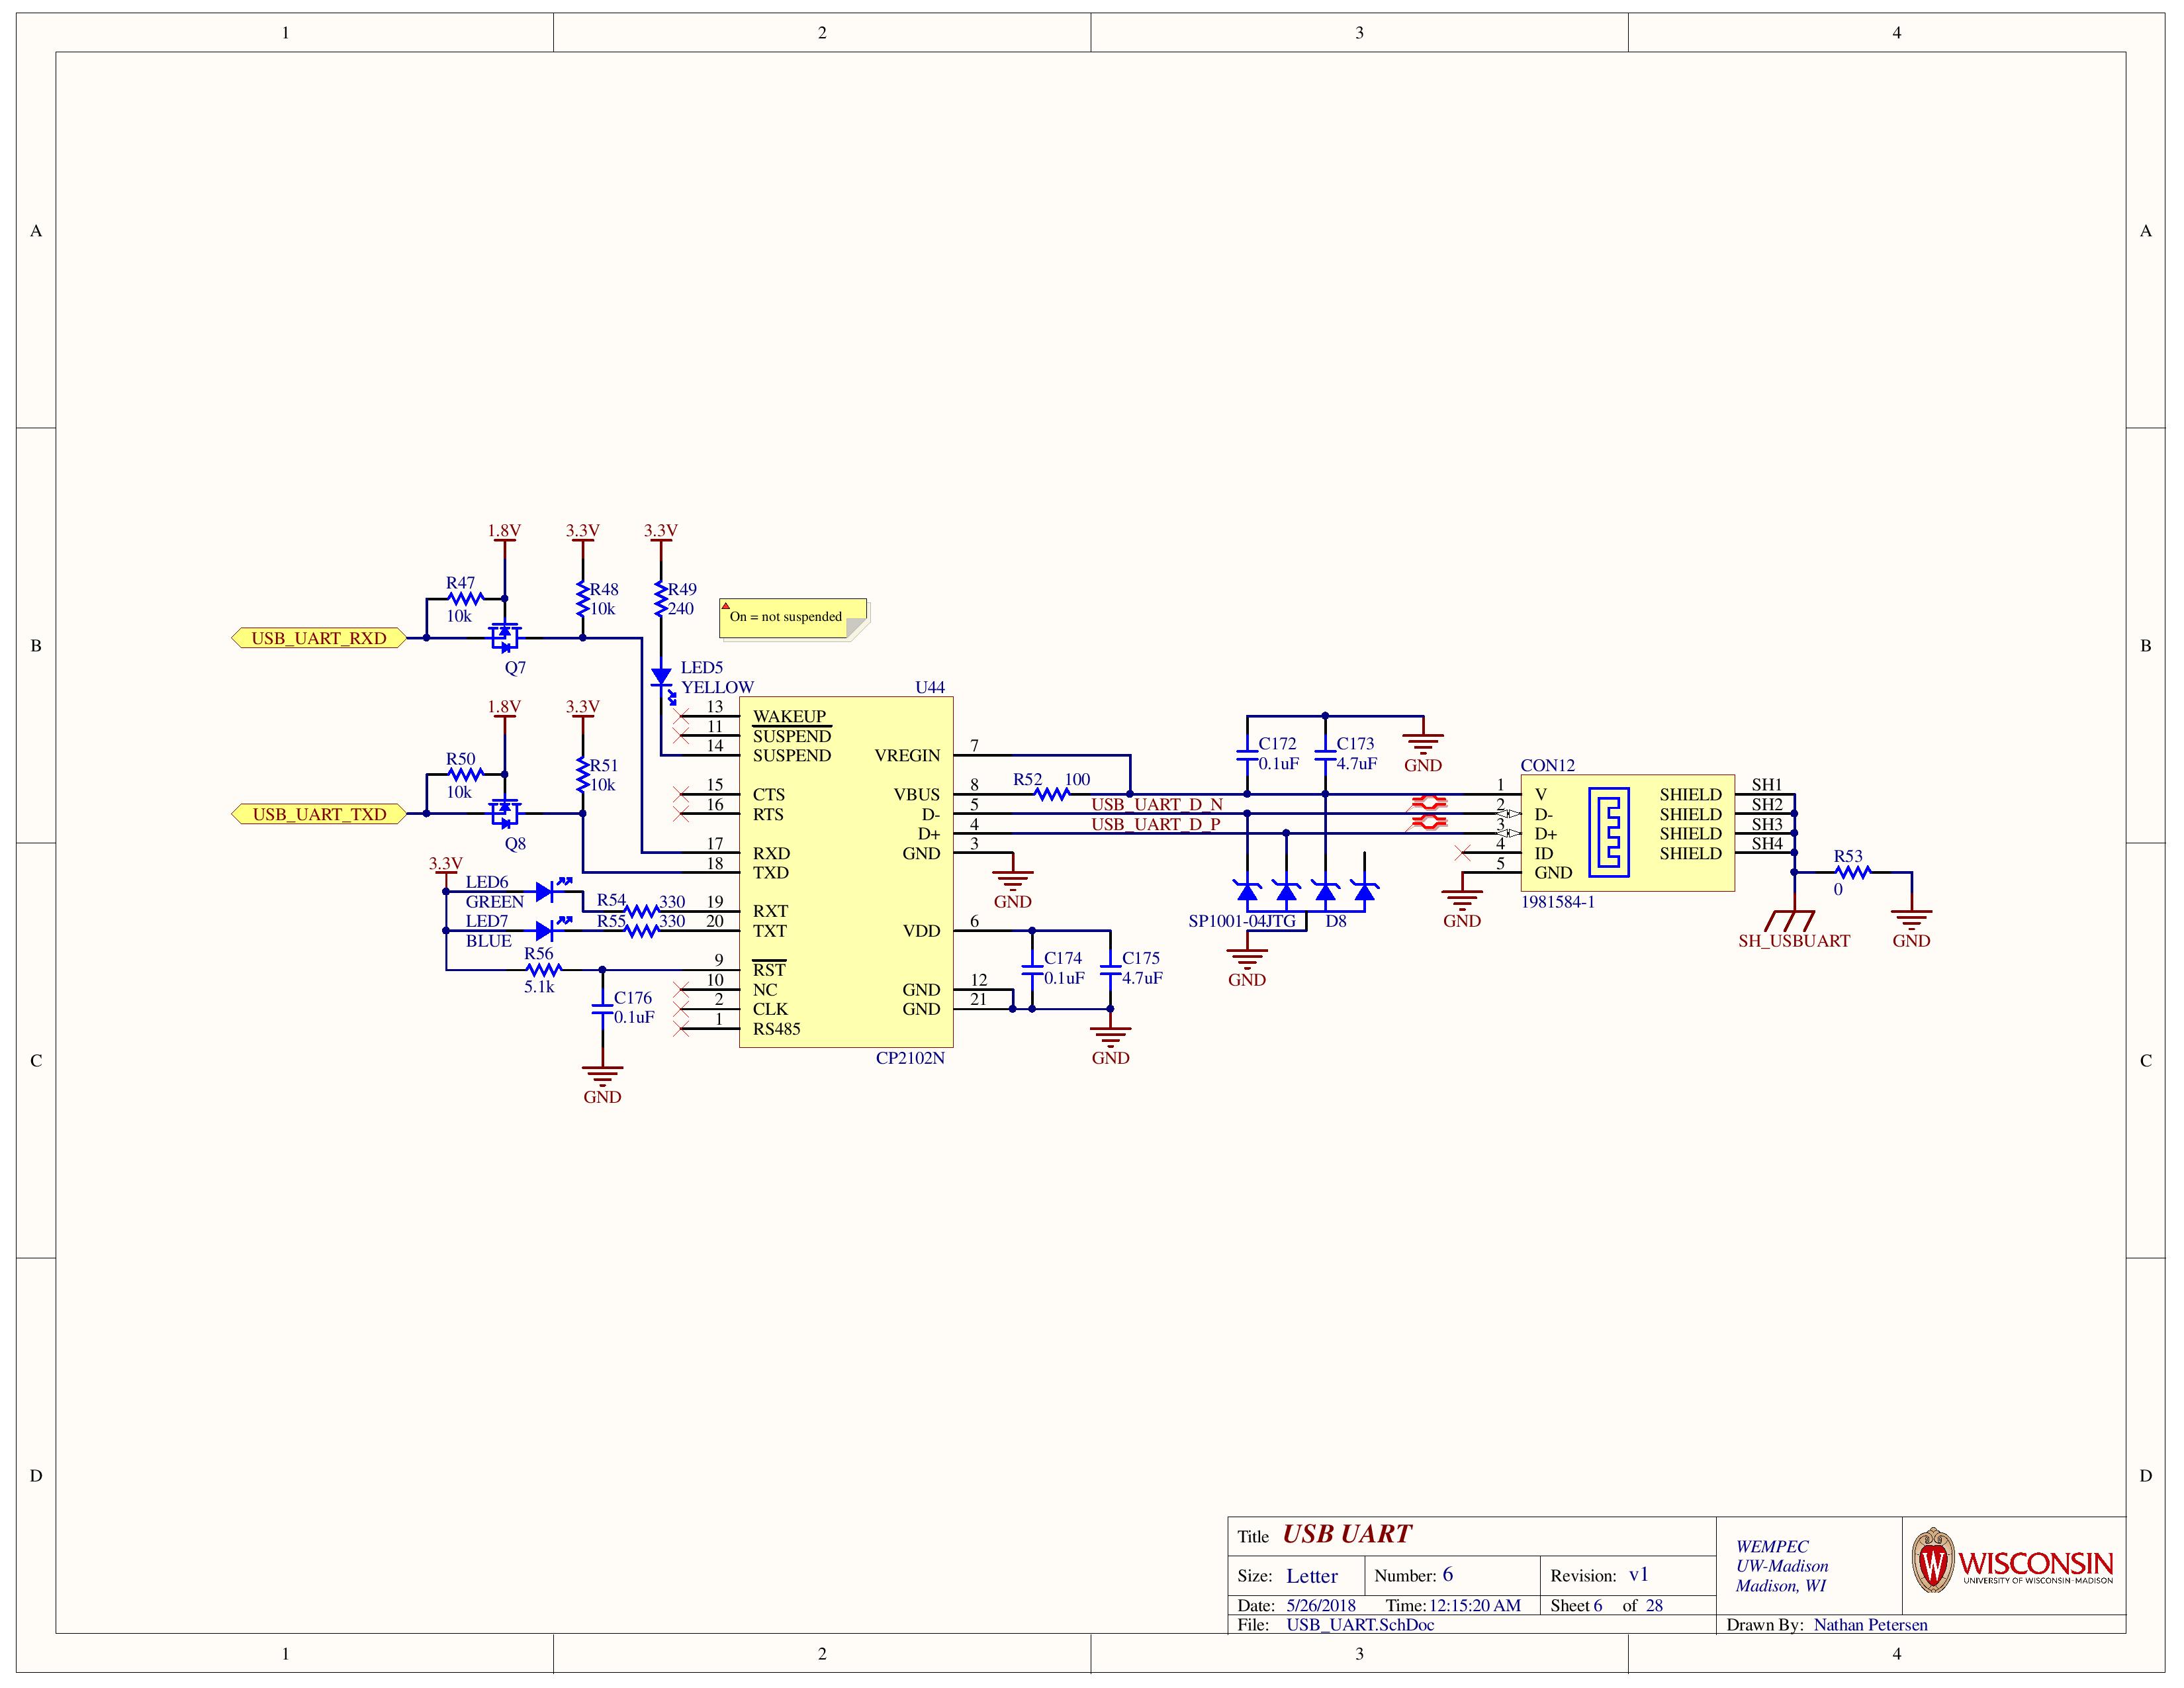 1 2 3 4
A A
B B
C C
D D
1.8V 3.3V 3.3V
R47
10k
R48
10k
R49
240
On = not suspended
USB_UART_RXD
Q7
LED5
YELLOW
1.8V 3.3V
R50
10k
R51
10k
USB_UART_TXD
Q8
3.3V
LED6
GREEN
LED7
BLUE
R54 330
R55 330
R56
5.1k
C176
0.1uF
GND
U44
13 WAKEUP
11 SUSPEND
14 SUSPEND
15 CTS
16 RTS
17 RXD
18 TXD
19 RXT
20 TXT
9 RST
10 NC
2 CLK
1 RS485
VREGIN 7
VBUS 8
D- 5
D+ 4
GND 3
VDD 6
GND 12
GND 21
CP2102N
R52 100
USB_UART_D_N
USB_UART_D_P
GND
C174
0.1uF
C175
4.7uF
GND
C172
0.1uF
C173
4.7uF
GND
SP1001-04JTG D8
GND
CON12
1 V
2 D-
3 D+
4 ID
5 GND
SHIELD SH1
SHIELD SH2
SHIELD SH3
SHIELD SH4
1981584-1
GND
R53
0
SH_USBUART
GND
Title USB UART
Size: Letter Number: 6 Revision: v1
Date: 5/26/2018 Time: 12:15:20 AM Sheet 6 of 28
File: USB_UART.SchDoc
WEMPEC
UW-Madison
Madison, WI
W WISCONSIN
UNIVERSITY OF WISCONSIN-MADISON
Drawn By: Nathan Petersen
1 2 3 4